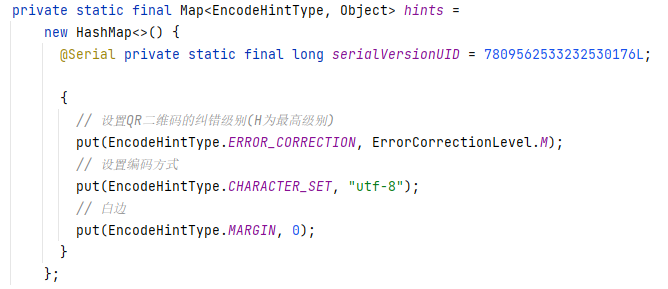 private static final Map<EncodeHintType, Object> hints =
new HashMap<>() {
@Serial private static final long serialVersionUID = 7809562533232530176L;
{
// 设置QR二维码的纠错级别(H为最高级别)
put(EncodeHintType.ERROR_CORRECTION, ErrorCorrectionLevel.M);
// 设置编码方式
put(EncodeHintType.CHARACTER_SET, "utf-8");
// 白边
put(EncodeHintType.MARGIN, 0);
}
};